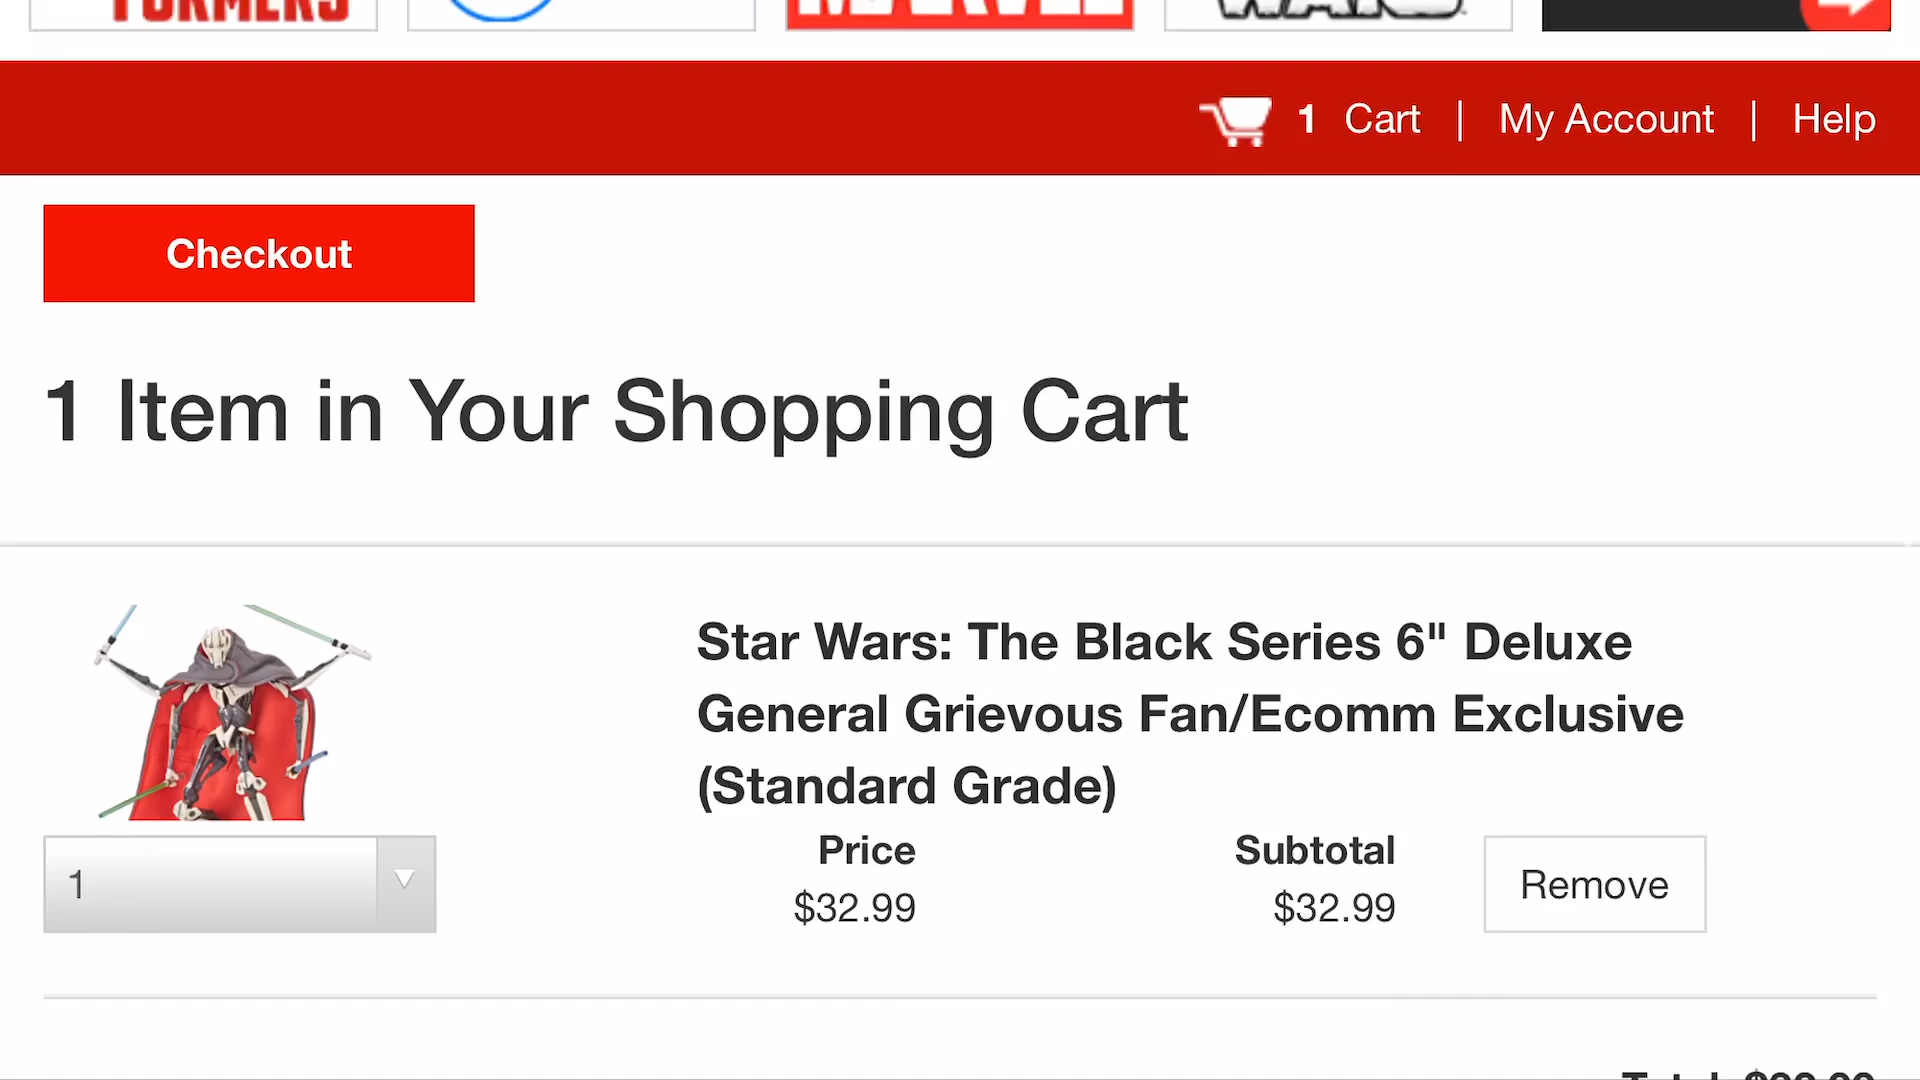 1 Cart | My Account | Help
Checkout
1 Item in Your Shopping Cart
Star Wars: The Black Series 6" Deluxe
General Grievous Fan/Ecomm Exclusive
(Standard Grade)
Price Subtotal
1 $32.99 $32.99 Remove